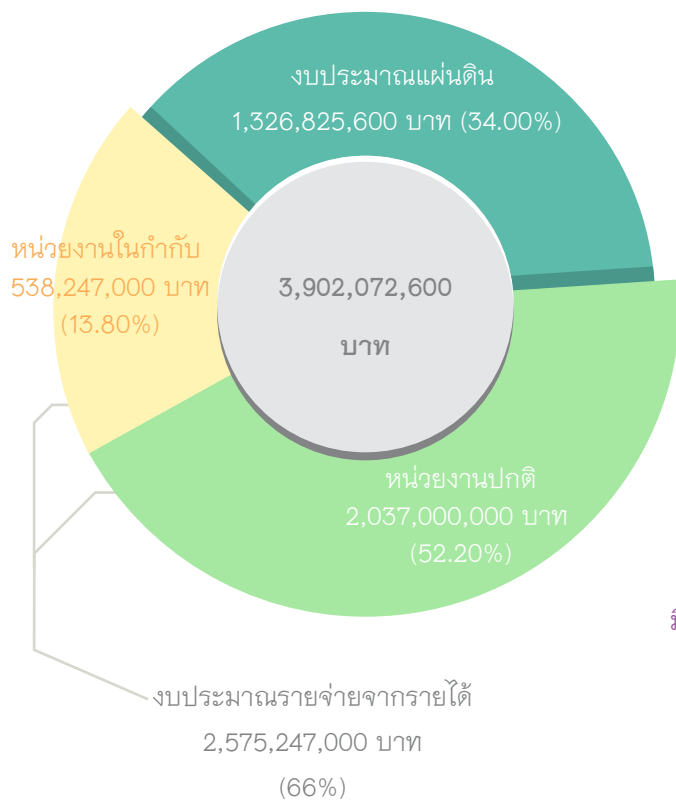 งบประมาณแผ่นดิน
1,326,825,600 บาท (34.00%)
หน่วยงานในกำกับ
538,247,000 บาท
(13.80%)
3,902,072,600
บาท
หน่วยงานปกติ
2,037,000,000 บาท
(52.20%)
งบประมาณรายจ่ายจากรายได้
2,575,247,000 บาท
(66%)